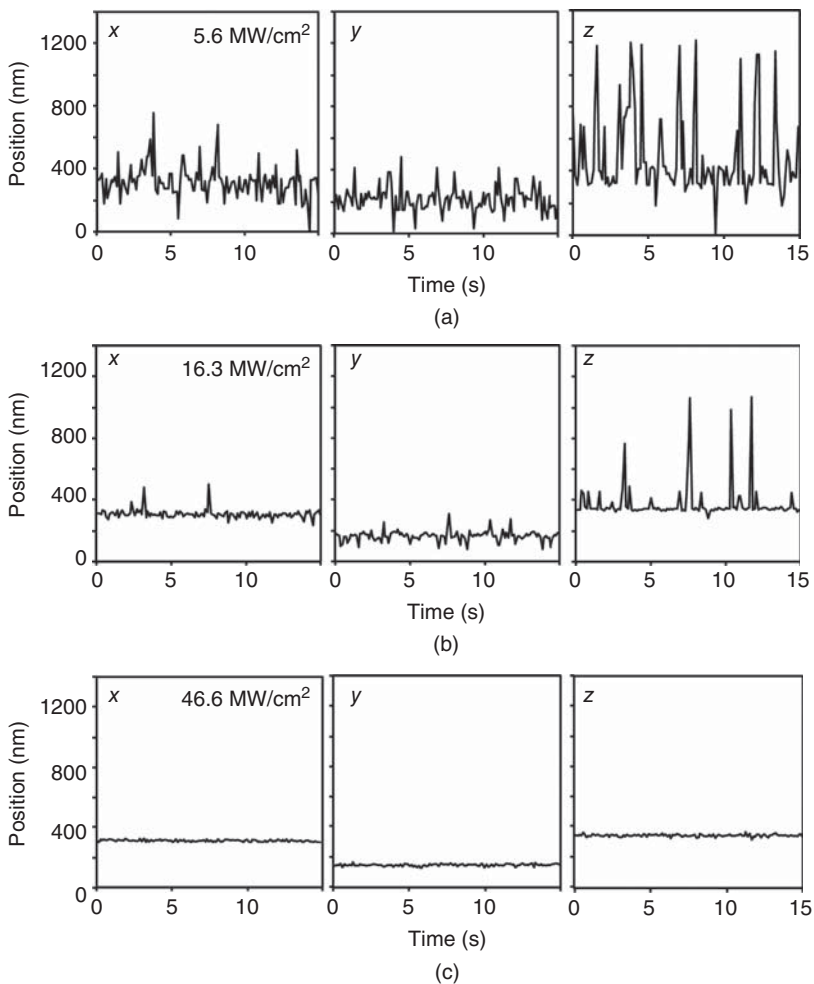 x 5.6 MW/cm² y z
Position (nm)
1200
800
400
0
0 5 10 0 5 10 0 5 10 15
Time (s)
(a)
x 16.3 MW/cm² y z
Position (nm)
1200
800
400
0
0 5 10 0 5 10 0 5 10 15
Time (s)
(b)
x 46.6 MW/cm² y z
Position (nm)
1200
800
400
0
0 5 10 0 5 10 0 5 10 15
Time (s)
(c)